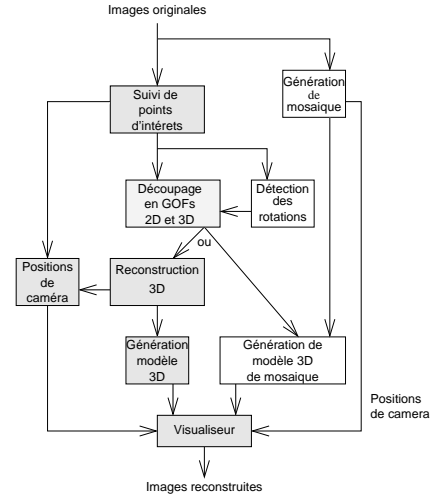 Images originales
Suivi de
points
d'intérets
Génération
de
mosaique
Découpage
en GOFs
2D et 3D
Détection
des
rotations
ou
Positions
de
caméra
Reconstruction
3D
Génération
modèle
3D
Génération de
modèle 3D
de mosaique
Positions
de camera
Visualiseur
Images reconstruites